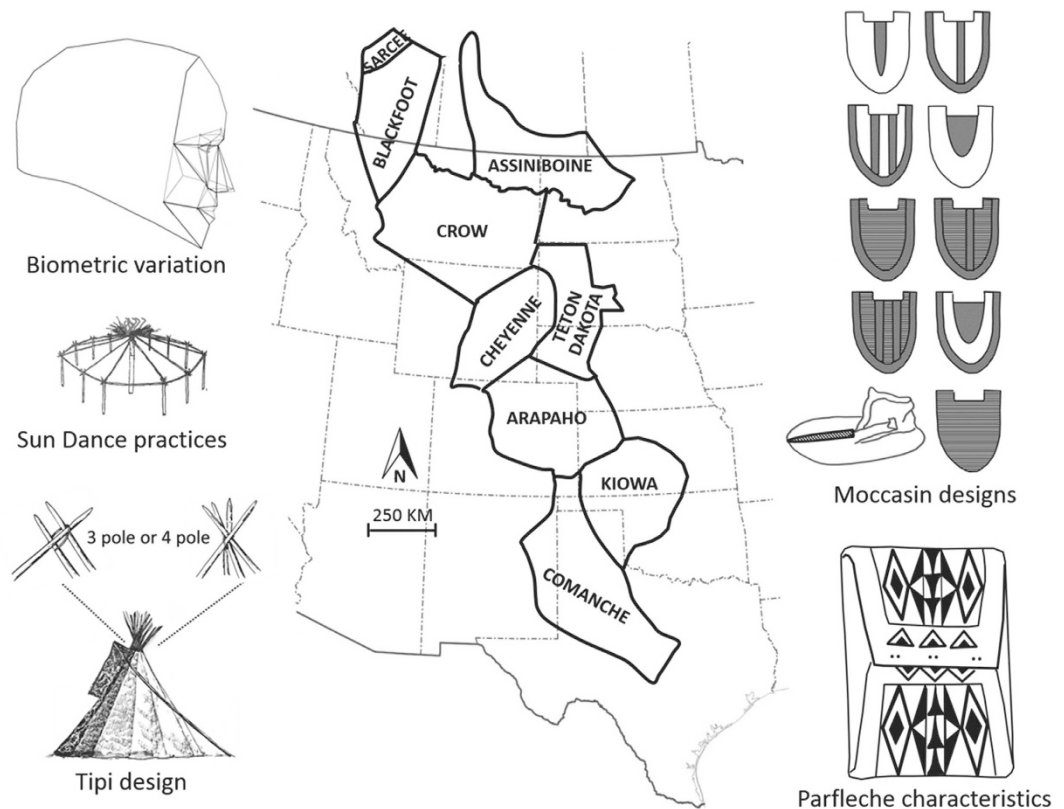 Biometric variation
Sun Dance practices
3 pole or 4 pole
Tipi design
SARCEE
BLACKFOOT
ASSINIBOINE
CROW
CHEYENNE
TETON
DAKOTA
ARAPAHO
KIOWA
COMANCHE
N
250 KM
Moccasin designs
Parfleche characteristics